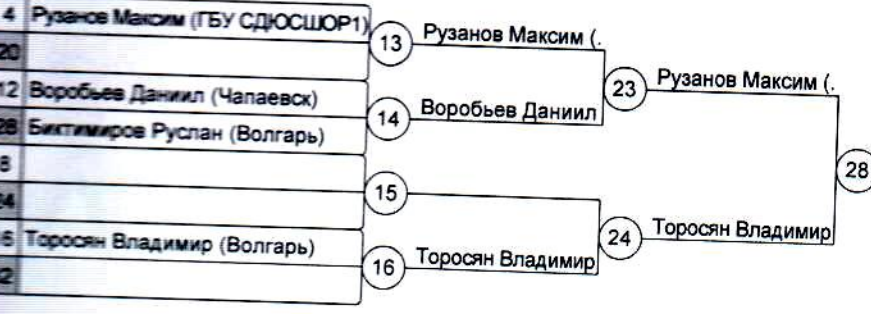 4 Рузанов Максим (ГБУ СДЮСШОР1)
20
12 Воробьев Даниил (Чапаевск)
28 Биктимиров Руслан (Волгарь)
8
24
16 Торосян Владимир (Волгарь)
32
13 Рузанов Максим (.
14 Воробьев Даниил
15
16 Торосян Владимир
23 Рузанов Максим (.
24 Торосян Владимир
28